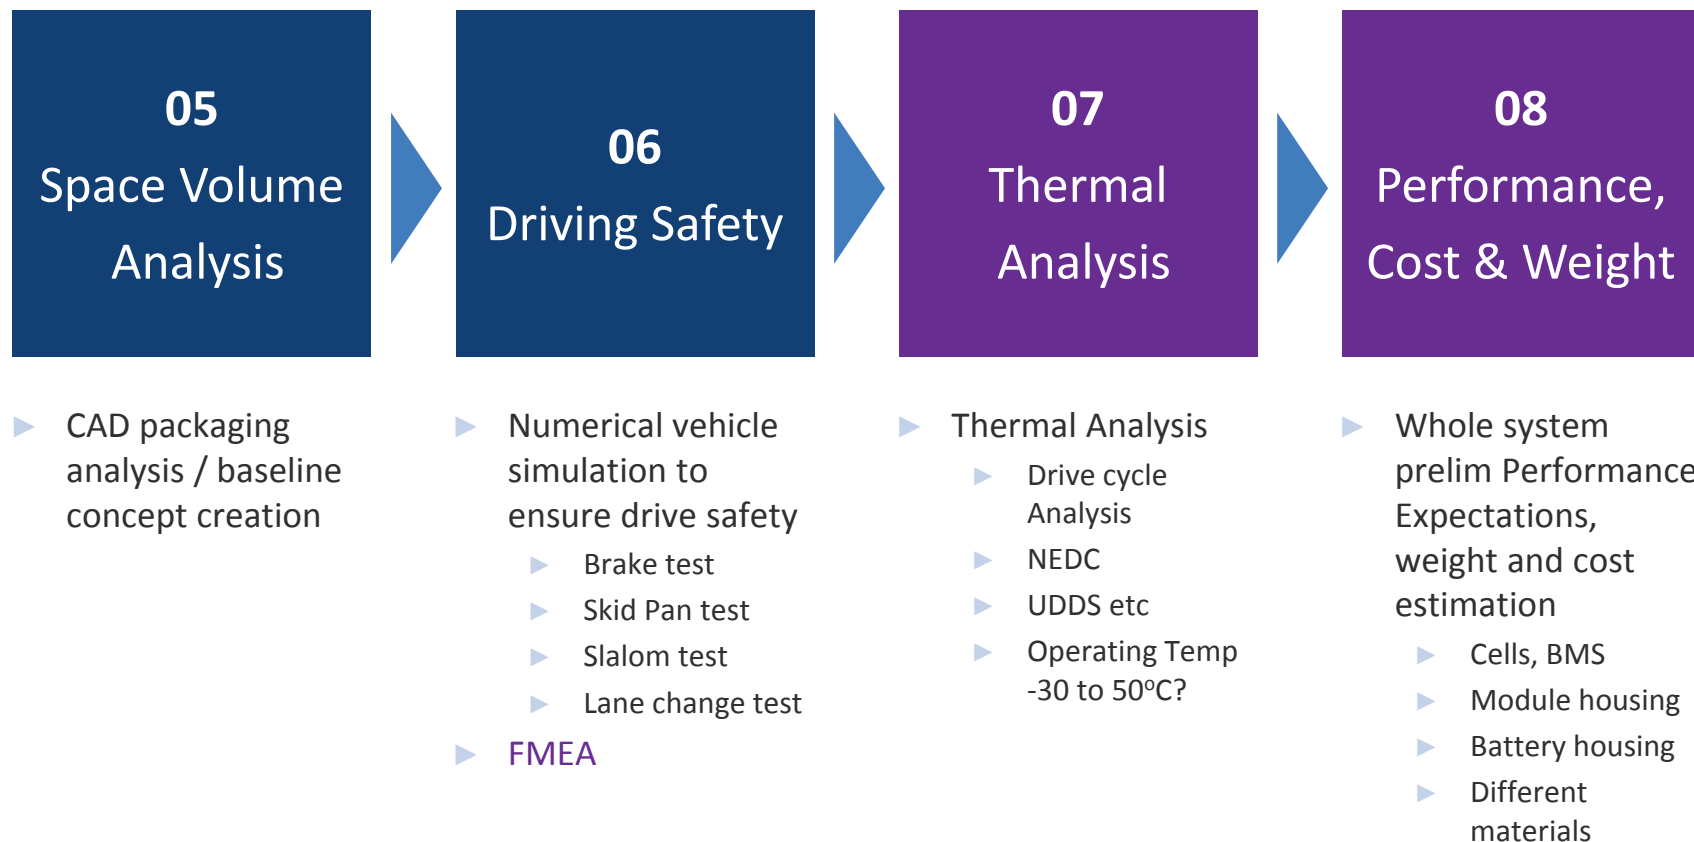 05
Space Volume
Analysis
06
Driving Safety
07
Thermal
Analysis
08
Performance,
Cost & Weight
CAD packaging
analysis / baseline
concept creation
Numerical vehicle
simulation to
ensure drive safety
Brake test
Skid Pan test
Slalom test
Lane change test
FMEA
Thermal Analysis
Drive cycle
Analysis
NEDC
UDDS etc
Operating Temp
-30 to 50°C?
Whole system
prelim Performance
Expectations,
weight and cost
estimation
Cells, BMS
Module housing
Battery housing
Different
materials